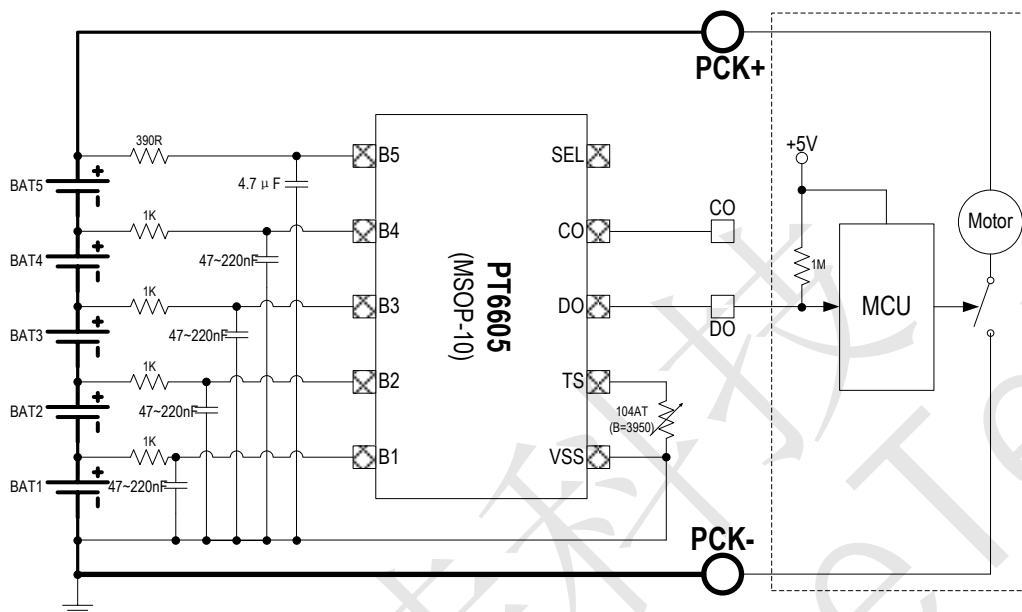 PCK+
390R
B5
SEL
+5V
4.7 μ F
BAT5
+
1K
B4
CO
CO
Motor
BAT4
+
47~220nF
1K
B3
PT6605
(MSOP-10)
DO
DO
1M
MCU
BAT3
+
47~220nF
1K
B2
TS
BAT2
+
47~220nF
104AT
(B=3950)
1K
B1
VSS
BAT1
+
47~220nF
PCK-
科技